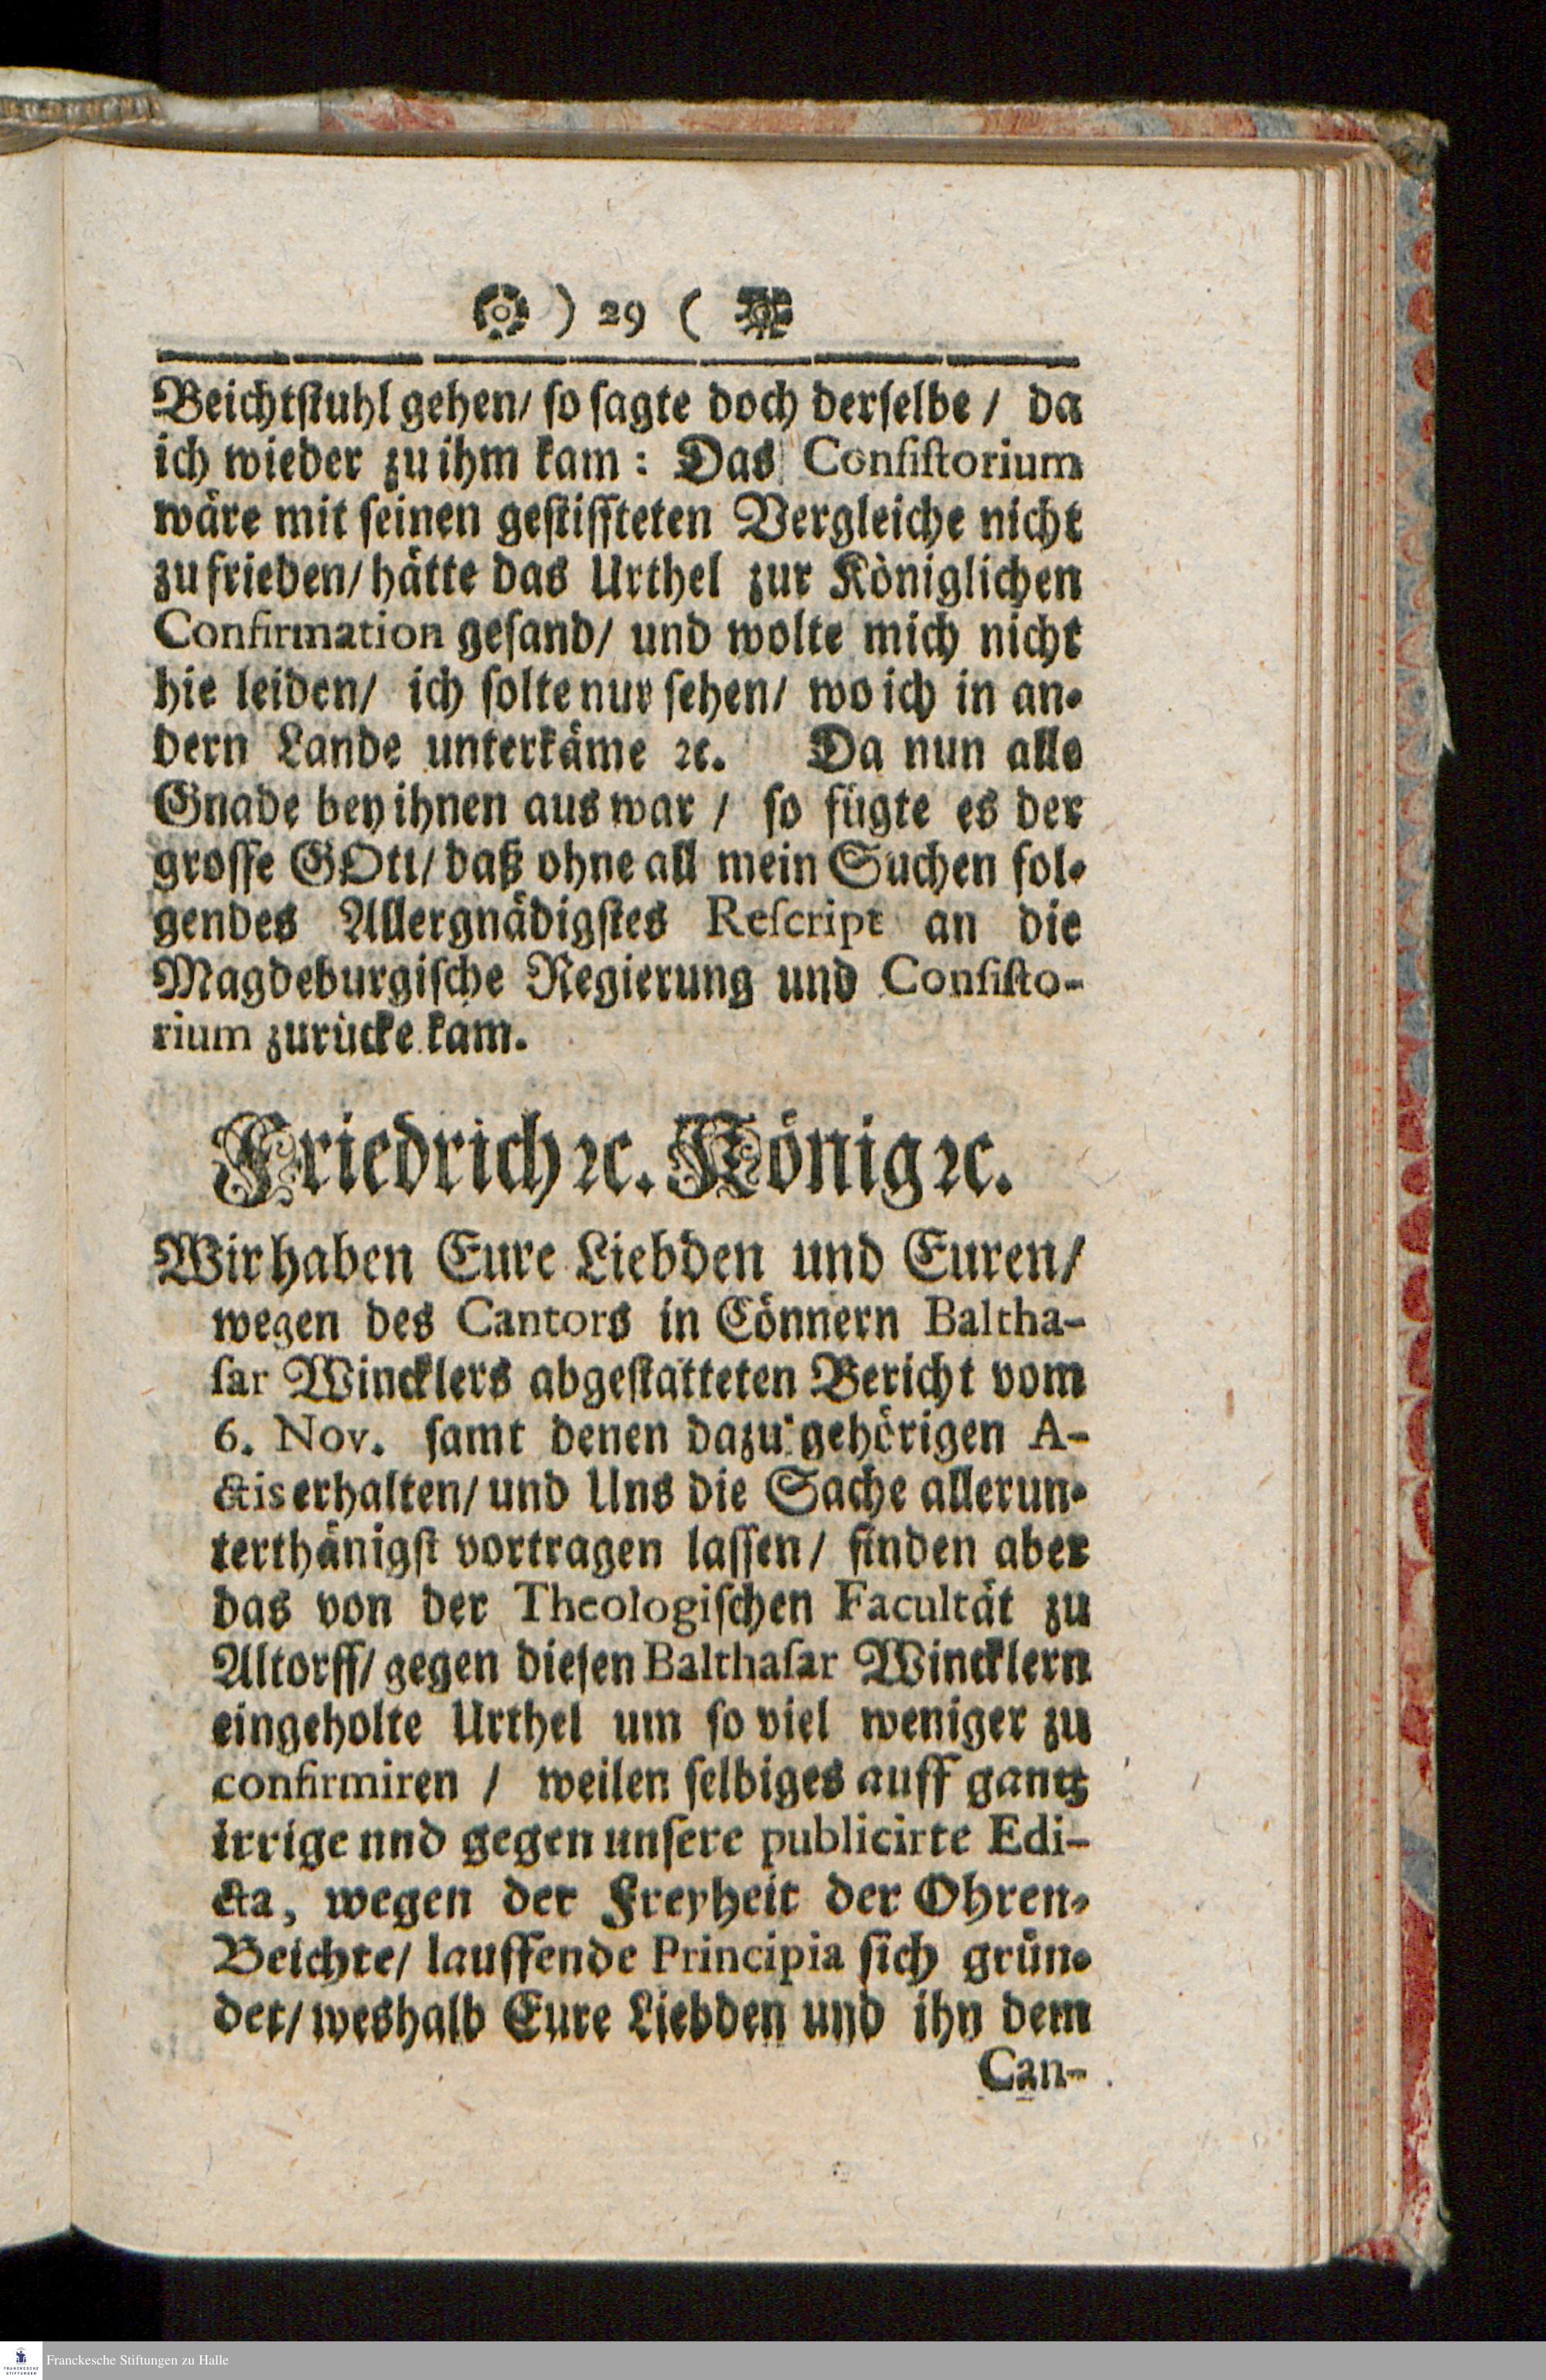 ) 29 (
Beichtſtuhl gehen/ ſo ſagte doch derſelbe / da
ich wieder zu ihm kam: Das Conſiſtorium
wäre mit ſeinen geſtiffteten Vergleiche nicht
zu frieden/ hätte das Urthel zur Königlichen
Confirmation geſand/ und wolte mich nicht
hie leiden/ ich ſolte nur ſehen/ wo ich in an-
dern Lande unterkäme ꝛc. Da nun alle
Gnade bey ihnen aus war / ſo fügte es der
groſſe GOtt/ daß ohne all mein Suchen fol-
gendes Allergnädigſtes Reſcript an die
Magdeburgiſche Regierung und Conſiſto-
rium zurücke kam.
Friedrich ꝛc. König ꝛc.
Wir haben Eure Liebden und Euren/
wegen des Cantors in Cönnern Baltha-
ſar Wincklers abgeſtatteten Bericht vom
6. Nov. ſamt denen dazu gehörigen A-
ctis erhalten/ und Uns die Sache allerun-
terthänigſt vortragen laſſen/ finden aber
das von der Theologiſchen Facultät zu
Altorff/ gegen dieſen Balthaſar Wincklern
eingeholte Urthel um ſo viel weniger zu
confirmiren / weilen ſelbiges auff gantz
irrige nnd gegen unſere publicirte Edi-
cta, wegen der Freyheit der Ohren-
Beichte/ lauffende Principia ſich grün-
det/ weshalb Eure Liebden und ihn dem
Can-
Franckesche Stiftungen zu Halle
FRANCKESCHE
STIFTUNGEN